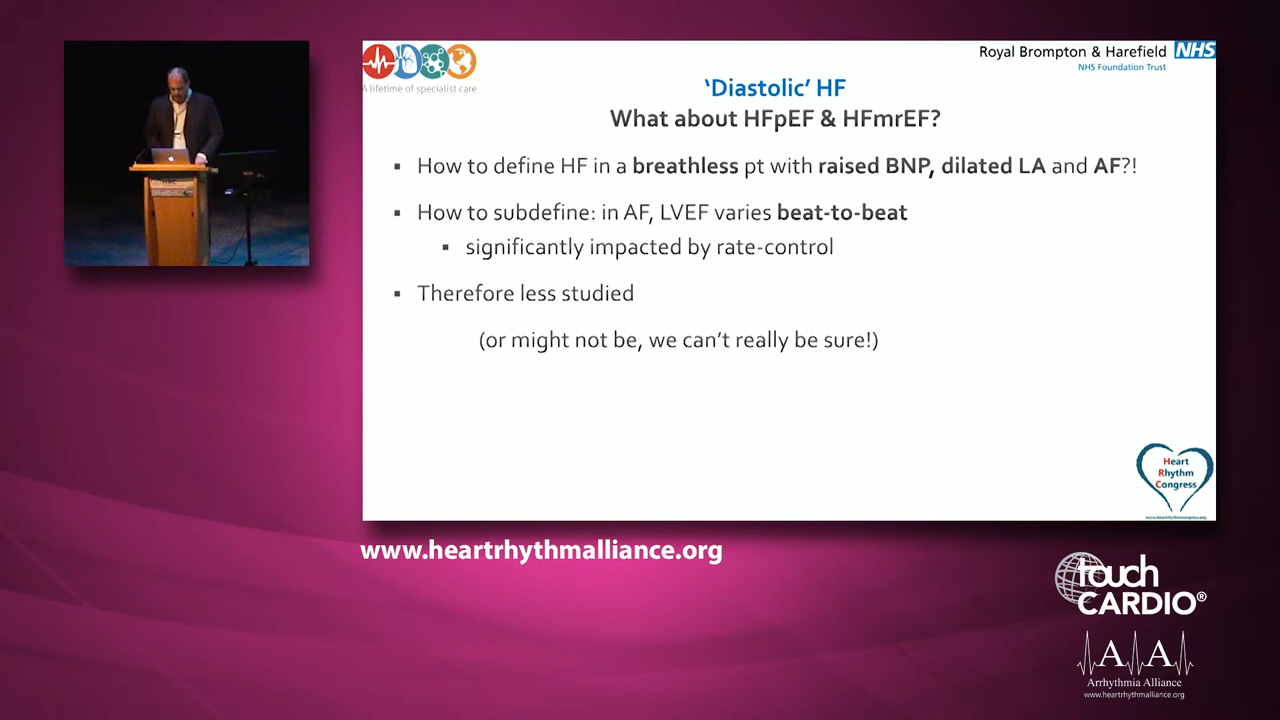 A lifetime of specialist care
Royal Brompton & Harefield NHS
NHS Foundation Trust
‘Diastolic’ HF
What about HFpEF & HFmrEF?
▪ How to define HF in a breathless pt with raised BNP, dilated LA and AF?!
▪ How to subdefine: in AF, LVEF varies beat-to-beat
▪ significantly impacted by rate-control
▪ Therefore less studied
(or might not be, we can’t really be sure!)
Heart
Rhythm
Congress
www.heartrhythmcongress.org
www.heartrhythmalliance.org
touch
CARDIO®
A A
Arrhythmia Alliance
www.heartrhythmalliance.org